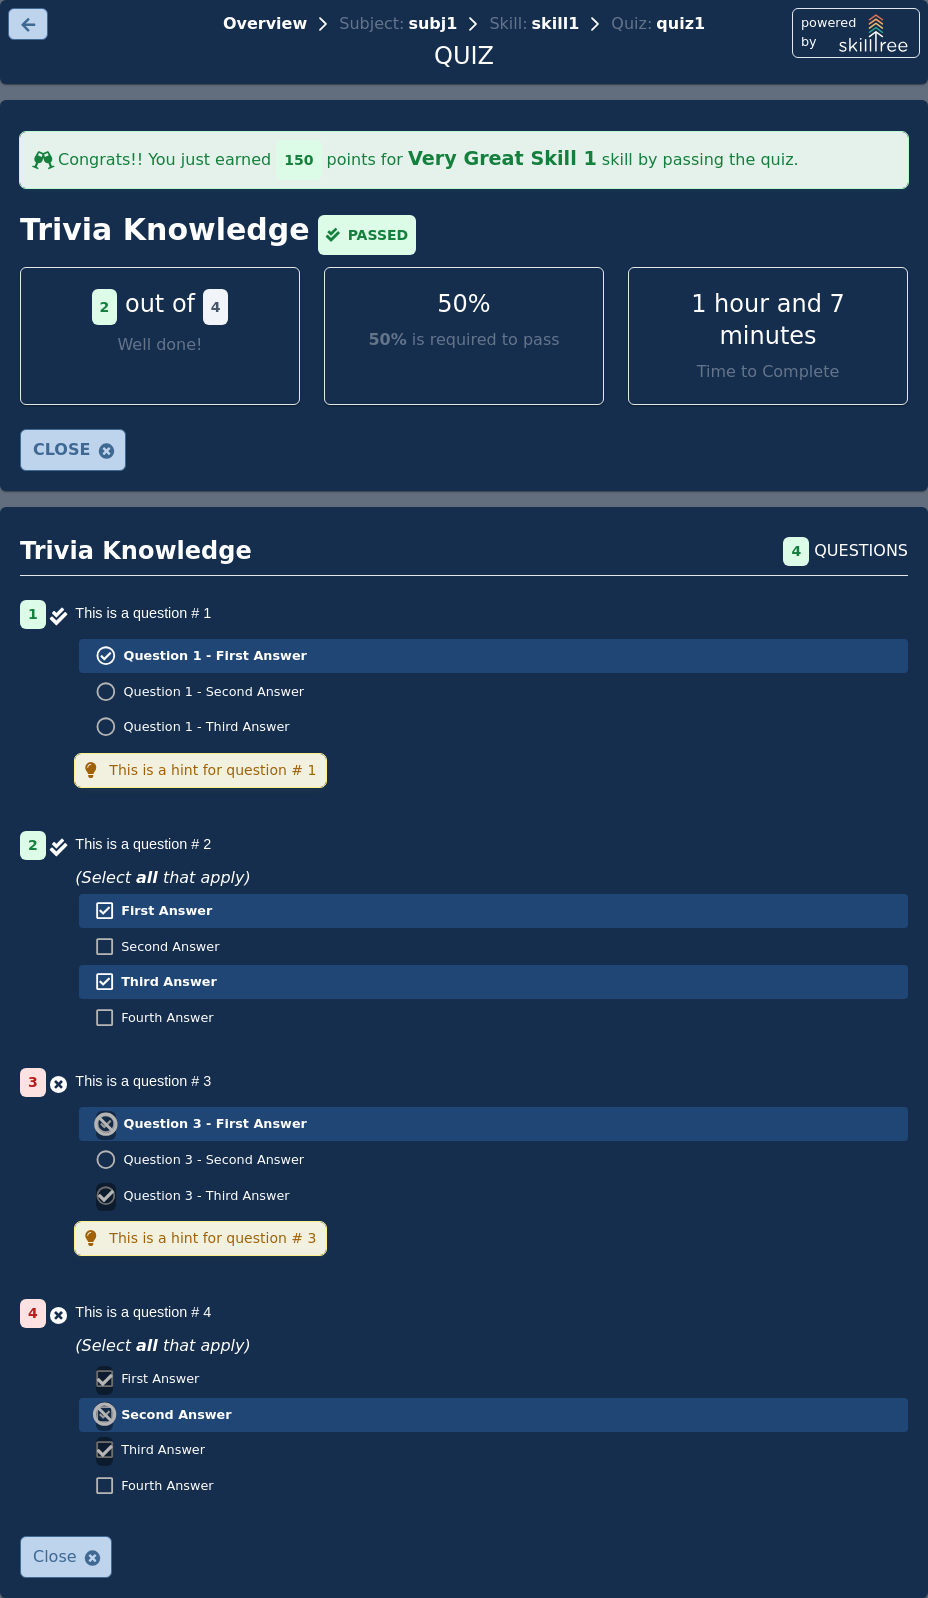 Overview Subject: subj1 Skill: skill1 Quiz: quiz1
QUIZ
powered by skilltree
Congrats!! You just earned 150 points for Very Great Skill 1 skill by passing the quiz.
Trivia Knowledge PASSED
2 out of 4
Well done!
50%
50% is required to pass
1 hour and 7
minutes
Time to Complete
CLOSE
Trivia Knowledge
4 QUESTIONS
1 This is a question # 1
Question 1 - First Answer
Question 1 - Second Answer
Question 1 - Third Answer
This is a hint for question # 1
2 This is a question # 2
(Select all that apply)
First Answer
Second Answer
Third Answer
Fourth Answer
3 This is a question # 3
Question 3 - First Answer
Question 3 - Second Answer
Question 3 - Third Answer
This is a hint for question # 3
4 This is a question # 4
(Select all that apply)
First Answer
Second Answer
Third Answer
Fourth Answer
Close